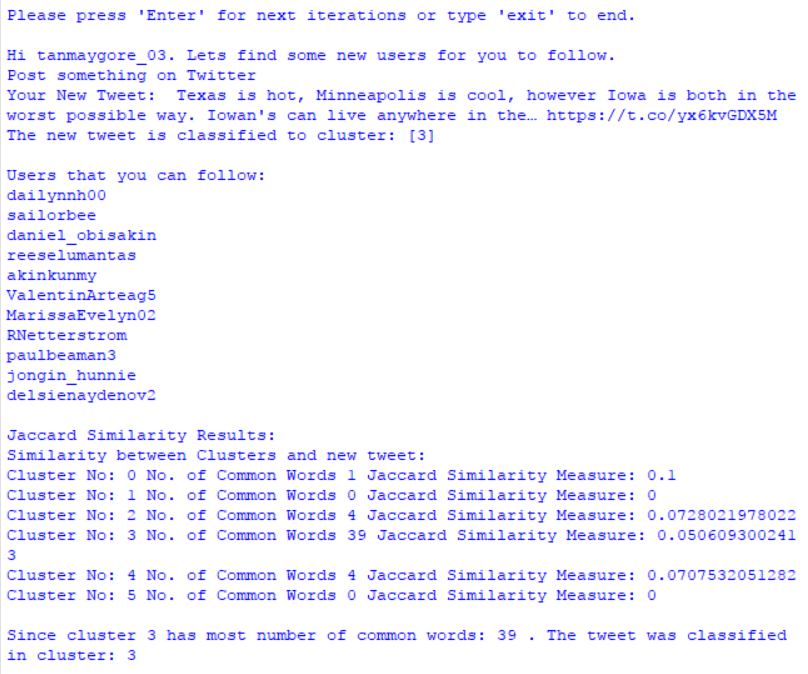 Please press 'Enter' for next iterations or type 'exit' to end.
Hi tanmaygore_03. Lets find some new users for you to follow.
Post something on Twitter
Your New Tweet:  Texas is hot, Minneapolis is cool, however Iowa is both in the
worst possible way. Iowan's can live anywhere in the… https://t.co/yx6kvGDX5M
The new tweet is classified to cluster: [3]
Users that you can follow:
dailynnh00
sailorbee
daniel_obisakin
reeselumantas
akinkunmy
ValentinArteag5
MarissaEvelyn02
RNetterstrom
paulbeaman3
jongin_hunnie
delsienaydenov2
Jaccard Similarity Results:
Similarity between Clusters and new tweet:
Cluster No: 0 No. of Common Words 1 Jaccard Similarity Measure: 0.1
Cluster No: 1 No. of Common Words 0 Jaccard Similarity Measure: 0
Cluster No: 2 No. of Common Words 4 Jaccard Similarity Measure: 0.0728021978022
Cluster No: 3 No. of Common Words 39 Jaccard Similarity Measure: 0.050609300241
3
Cluster No: 4 No. of Common Words 4 Jaccard Similarity Measure: 0.0707532051282
Cluster No: 5 No. of Common Words 0 Jaccard Similarity Measure: 0
Since cluster 3 has most number of common words: 39 . The tweet was classified
in cluster: 3